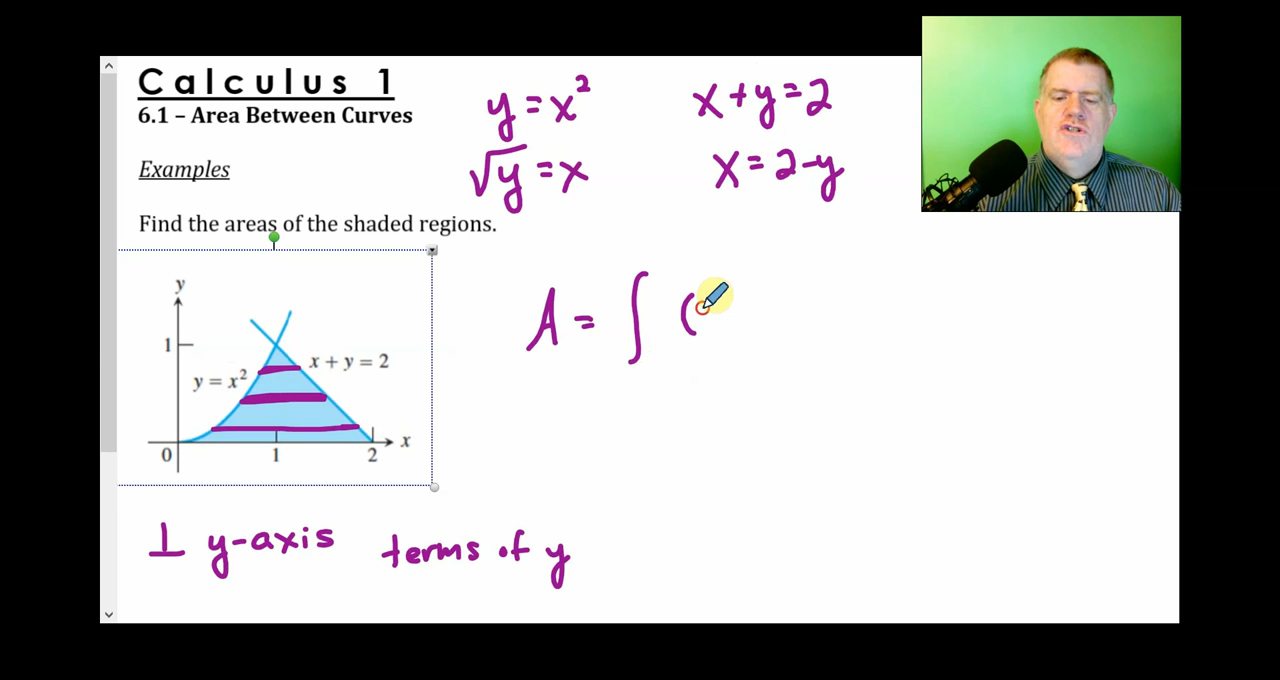 Calculus 1
6.1 – Area Between Curves
Examples
Find the areas of the shaded regions.
y = x²
x + y = 2
√y = x
x = 2 - y
y
1
x + y = 2
y = x²
x
0
1
2
A = ∫ (
⊥ y-axis terms of y